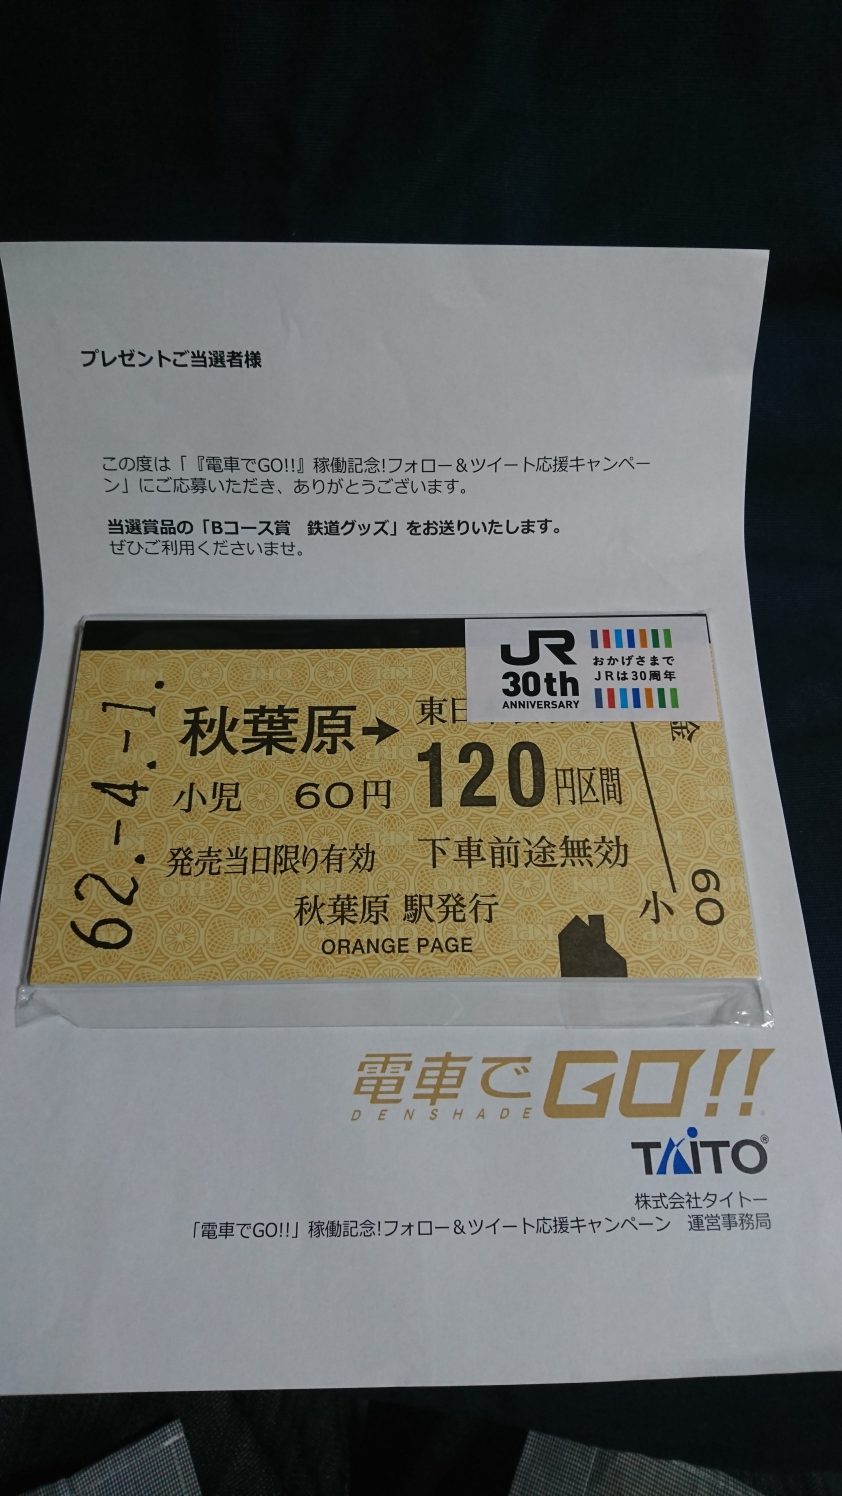 プレゼントご当選者様
この度は「『電車でGO!!』稼働記念!フォロー＆ツイート応援キャンペー
ン」にご応募いただき、ありがとうございます。
当選賞品の「Bコース賞　鉄道グッズ」をお送りいたします。
ぜひご利用くださいませ。
JR
30th
ANNIVERSARY
おかげさまで
JRは30周年
62.-4.-1.
秋葉原→
東日
金
小児 60円
120円区間
発売当日限り有効
下車前途無効
秋葉原 駅発行
小 60
ORANGE PAGE
電車でGO!!
DENSHADE
TAITO®
株式会社タイトー
「電車でGO!!」稼働記念!フォロー＆ツイート応援キャンペーン　運営事務局